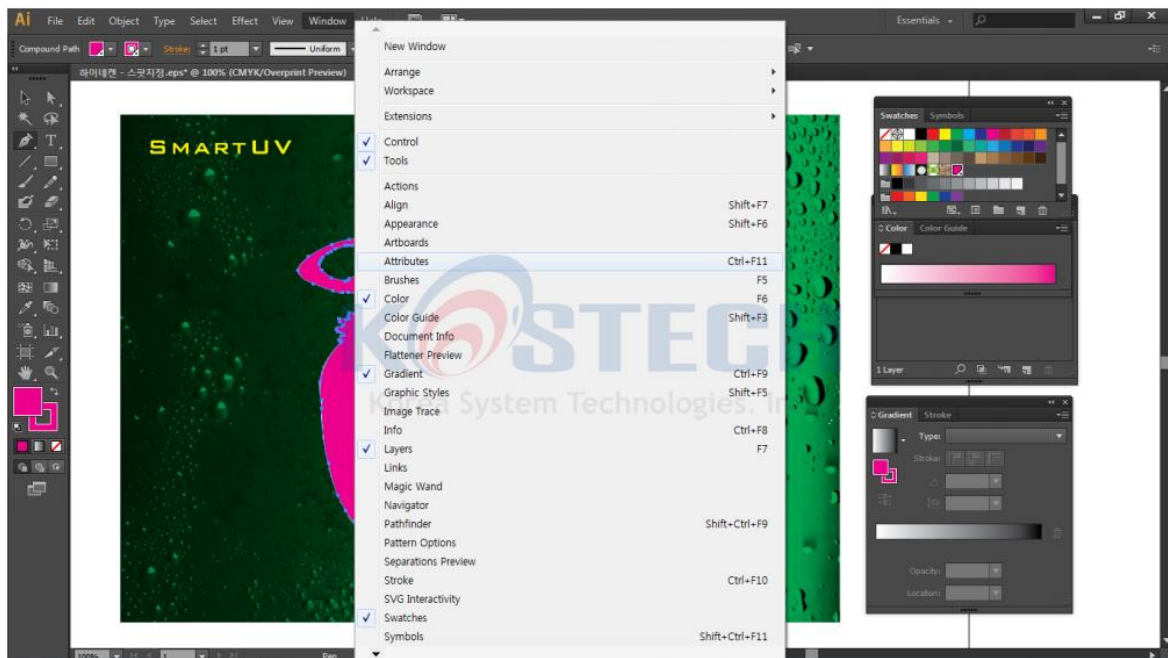 Ai File Edit Object Type Select Effect View Window Help Essentials
Compound Path Stroke: 1 pt Uniform
하이네켄 - 스팟지정.eps* @ 100% (CMYK/Overprint Preview)
SMARTUV
New Window
Arrange
Workspace
Extensions
Control
Tools
Actions
Align Shift+F7
Appearance Shift+F6
Artboards
Attributes Ctrl+F11
Brushes F5
Color F6
Color Guide Shift+F3
Document Info
Flattener Preview
Gradient Ctrl+F9
Graphic Styles Shift+F5
Image Trace
Info Ctrl+F8
Layers F7
Links
Magic Wand
Navigator
Pathfinder Shift+Ctrl+F9
Pattern Options
Separations Preview
Stroke Ctrl+F10
SVG Interactivity
Swatches
Symbols Shift+Ctrl+F11
KOSTECH
Korea System Technologies. In
Swatches Symbols
Color Color Guide
1 Layer
Gradient Stroke
Type:
Stroke:
Opacity:
Location:
100% 1 Pen